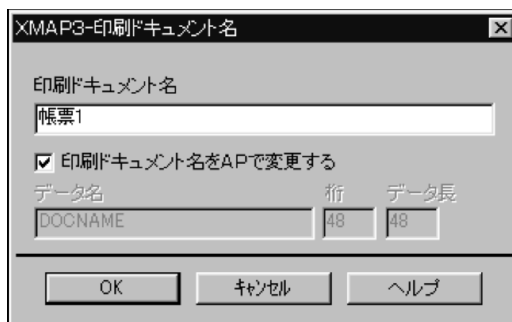 XMAP3-印刷ドキュメント名
印刷ドキュメント名
帳票1
印刷ドキュメント名をAPで変更する
データ名 桁 データ長
DOCNAME 48 48
OK キャンセル ヘルプ